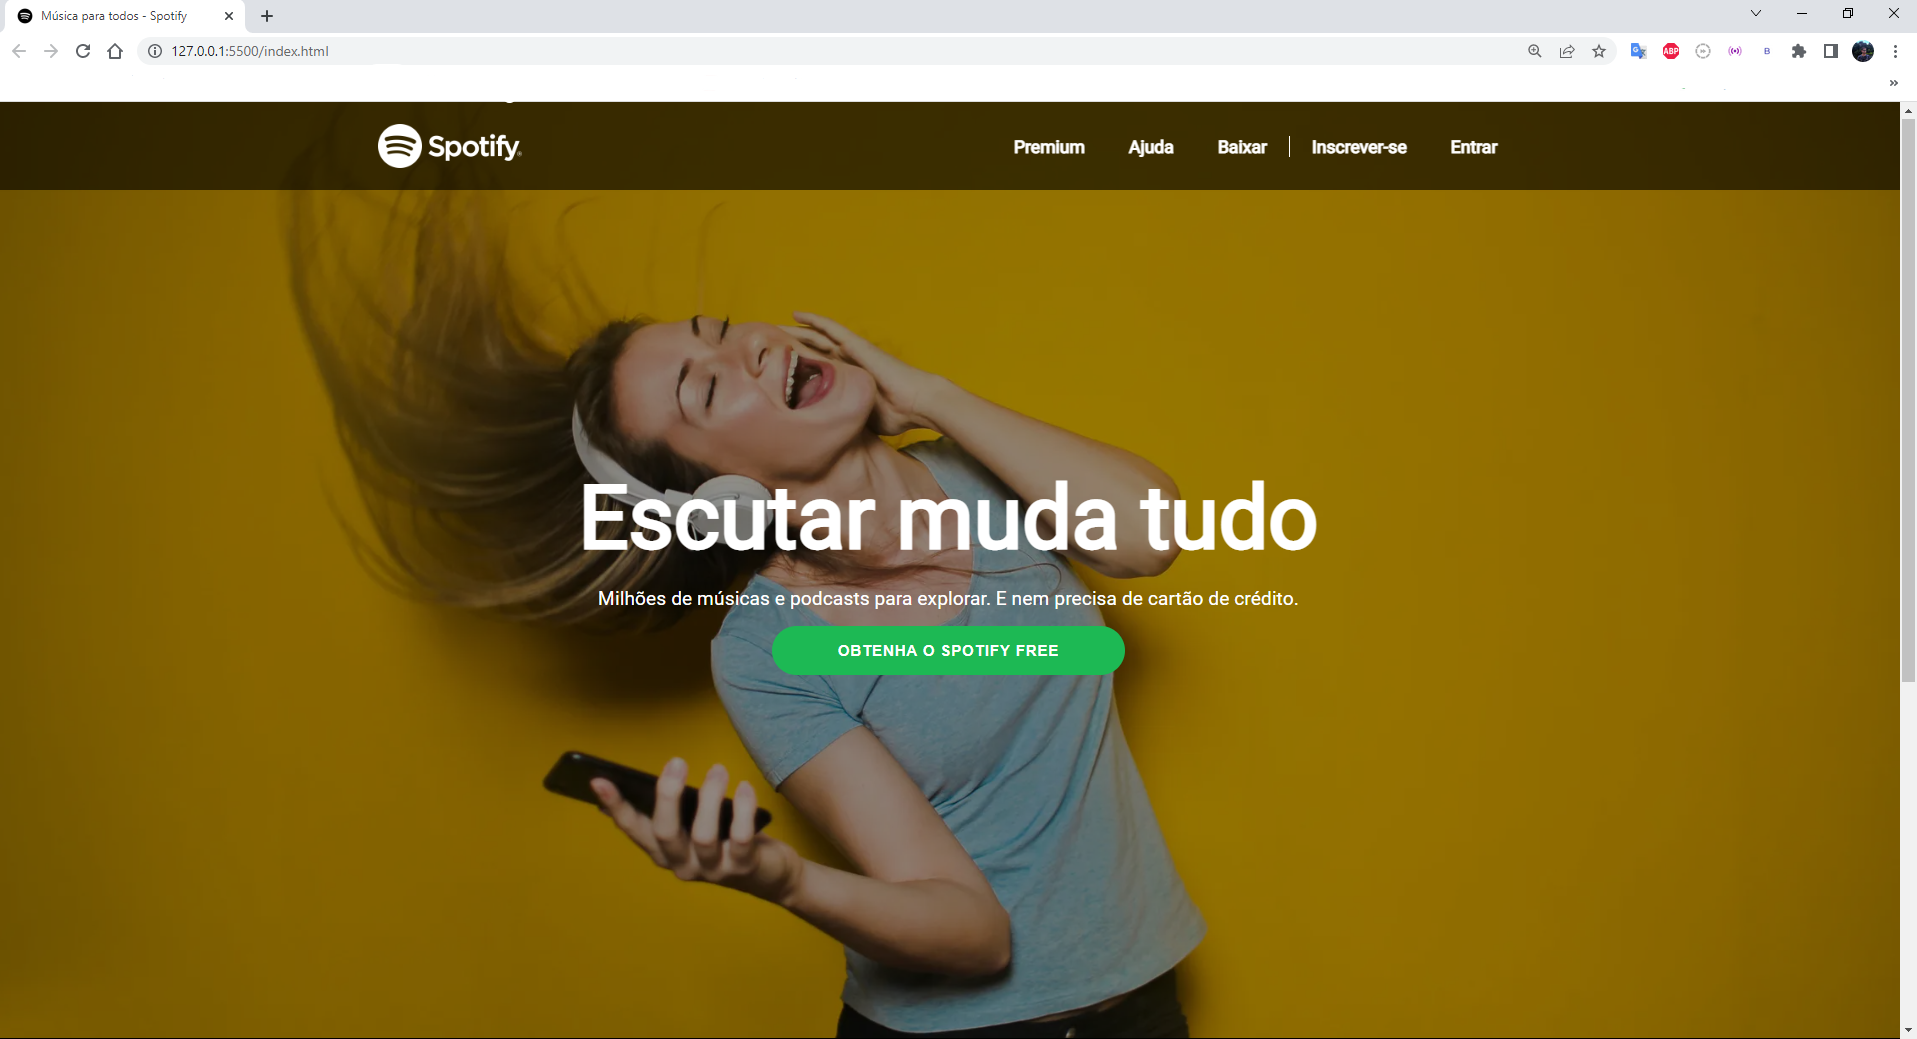 Música para todos - Spotify
127.0.0.1:5500/index.html
ABP
B
Spotify®
Premium
Ajuda
Baixar
Inscrever-se
Entrar
Escutar muda tudo
Milhões de músicas e podcasts para explorar. E nem precisa de cartão de crédito.
OBTENHA O SPOTIFY FREE